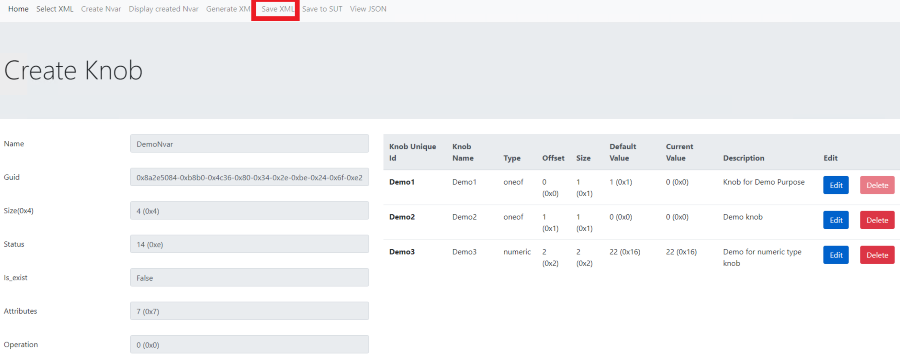 Home Select XML Create Nvar Display created Nvar Generate XM Save XML Save to SUT View JSON
Create Knob
Name DemoNvar
Guid 0x8a2e5084-0xb8b0-0x4c36-0x80-0x34-0x2e-0xbe-0x24-0x6f-0xe2
Size(0x4) 4 (0x4)
Status 14 (0xe)
Is_exist False
Attributes 7 (0x7)
Operation 0 (0x0)
Knob Unique Id Knob Name Type Offset Size Default Value Current Value Description Edit
Demo1 Demo1 oneof 0 (0x0) 1 (0x1) 1 (0x1) 0 (0x0) Knob for Demo Purpose Edit Delete
Demo2 Demo2 oneof 1 (0x1) 1 (0x1) 0 (0x0) 0 (0x0) Demo knob Edit Delete
Demo3 Demo3 numeric 2 (0x2) 2 (0x2) 22 (0x16) 22 (0x16) Demo for numeric type knob Edit Delete